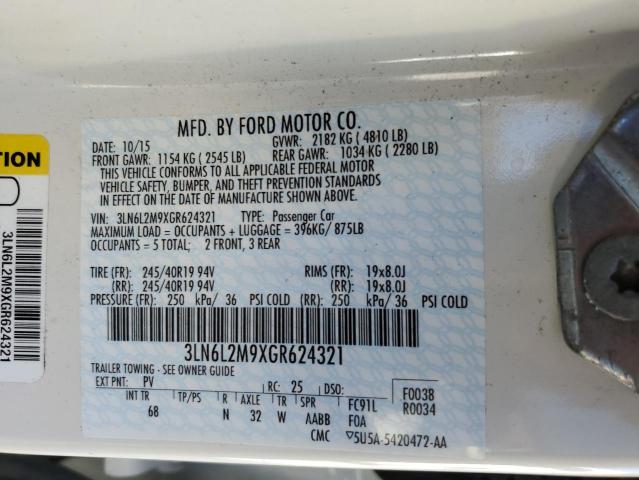 MFD. BY FORD MOTOR CO.
DATE: 10/15 GVWR: 2182 KG ( 4810 LB)
FRONT GAWR: 1154 KG ( 2545 LB) REAR GAWR: 1034 KG ( 2280 LB)
THIS VEHICLE CONFORMS TO ALL APPLICABLE FEDERAL MOTOR
VEHICLE SAFETY, BUMPER, AND THEFT PREVENTION STANDARDS
IN EFFECT ON THE DATE OF MANUFACTURE SHOWN ABOVE.
VIN: 3LN6L2M9XGR624321 TYPE: Passenger Car
MAXIMUM LOAD = OCCUPANTS + LUGGAGE = 396KG/ 875LB
OCCUPANTS = 5 TOTAL; 2 FRONT, 3 REAR
TIRE (FR): 245/40R19 94V RIMS (FR): 19x8.0J
(RR): 245/40R19 94V (RR): 19x8.0J
PRESSURE (FR): 250 kPa/ 36 PSI COLD (RR): 250 kPa/ 36 PSI COLD
3LN6L2M9XGR624321
TRAILER TOWING - SEE OWNER GUIDE
EXT PNT: PV RC: 25 DSO: F0038
INT TR TP/PS R AXLE TR SPR FC91L R0034
68 N 32 W AABB F0A
CMC 5U5A-5420472-AA
TION
3LN6L2M9XGR624321